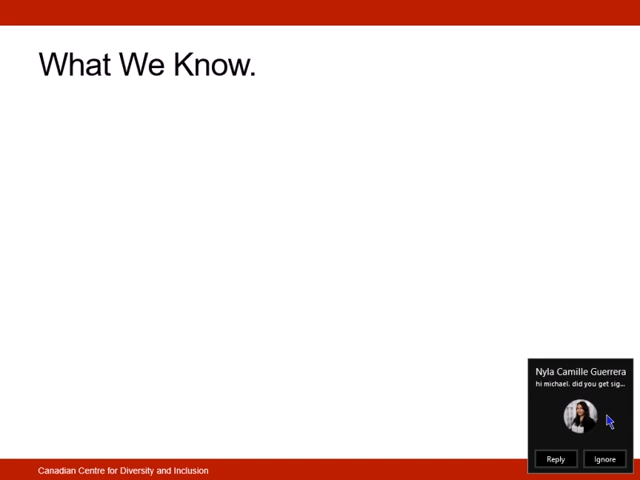 What We Know.
Nyla Camille Guerrera
hi michael. did you get sig...
Reply
Ignore
Canadian Centre for Diversity and Inclusion